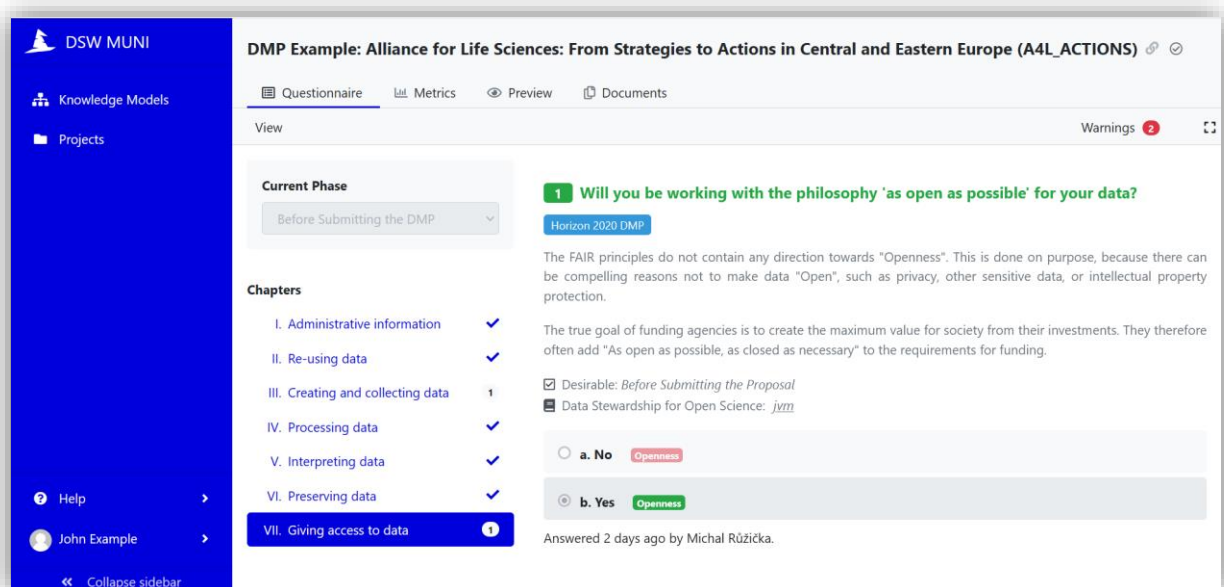 DSW MUNI
Knowledge Models
Projects
Help
John Example
Collapse sidebar
DMP Example: Alliance for Life Sciences: From Strategies to Actions in Central and Eastern Europe (A4L_ACTIONS)
Questionnaire Metrics Preview Documents
View Warnings 2
Current Phase
Before Submitting the DMP
Chapters
I. Administrative information
II. Re-using data
III. Creating and collecting data 1
IV. Processing data
V. Interpreting data
VI. Preserving data
VII. Giving access to data 1
1 Will you be working with the philosophy 'as open as possible' for your data?
Horizon 2020 DMP
The FAIR principles do not contain any direction towards "Openness". This is done on purpose, because there can
be compelling reasons not to make data "Open", such as privacy, other sensitive data, or intellectual property
protection.
The true goal of funding agencies is to create the maximum value for society from their investments. They therefore
often add "As open as possible, as closed as necessary" to the requirements for funding.
Desirable: Before Submitting the Proposal
Data Stewardship for Open Science: jvm
a. No Openness
b. Yes Openness
Answered 2 days ago by Michal Růžička.